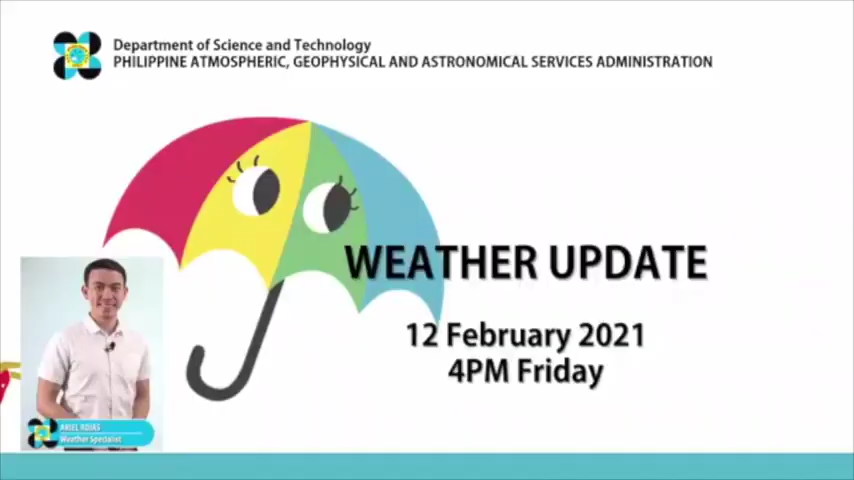 Department of Science and Technology
PHILIPPINE ATMOSPHERIC, GEOPHYSICAL AND ASTRONOMICAL SERVICES ADMINISTRATION
WEATHER UPDATE
12 February 2021
4PM Friday
ARIEL ROJAS
Weather Specialist